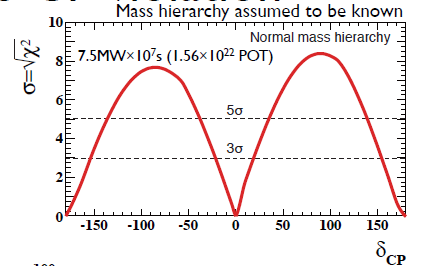 Mass hierarchy assumed to be known
Normal mass hierarchy
7.5MW×10⁷s (1.56×10²² POT)
σ=√χ²
10
8
6
4
2
0
5σ
3σ
-150 -100 -50 0 50 100 150
δCP